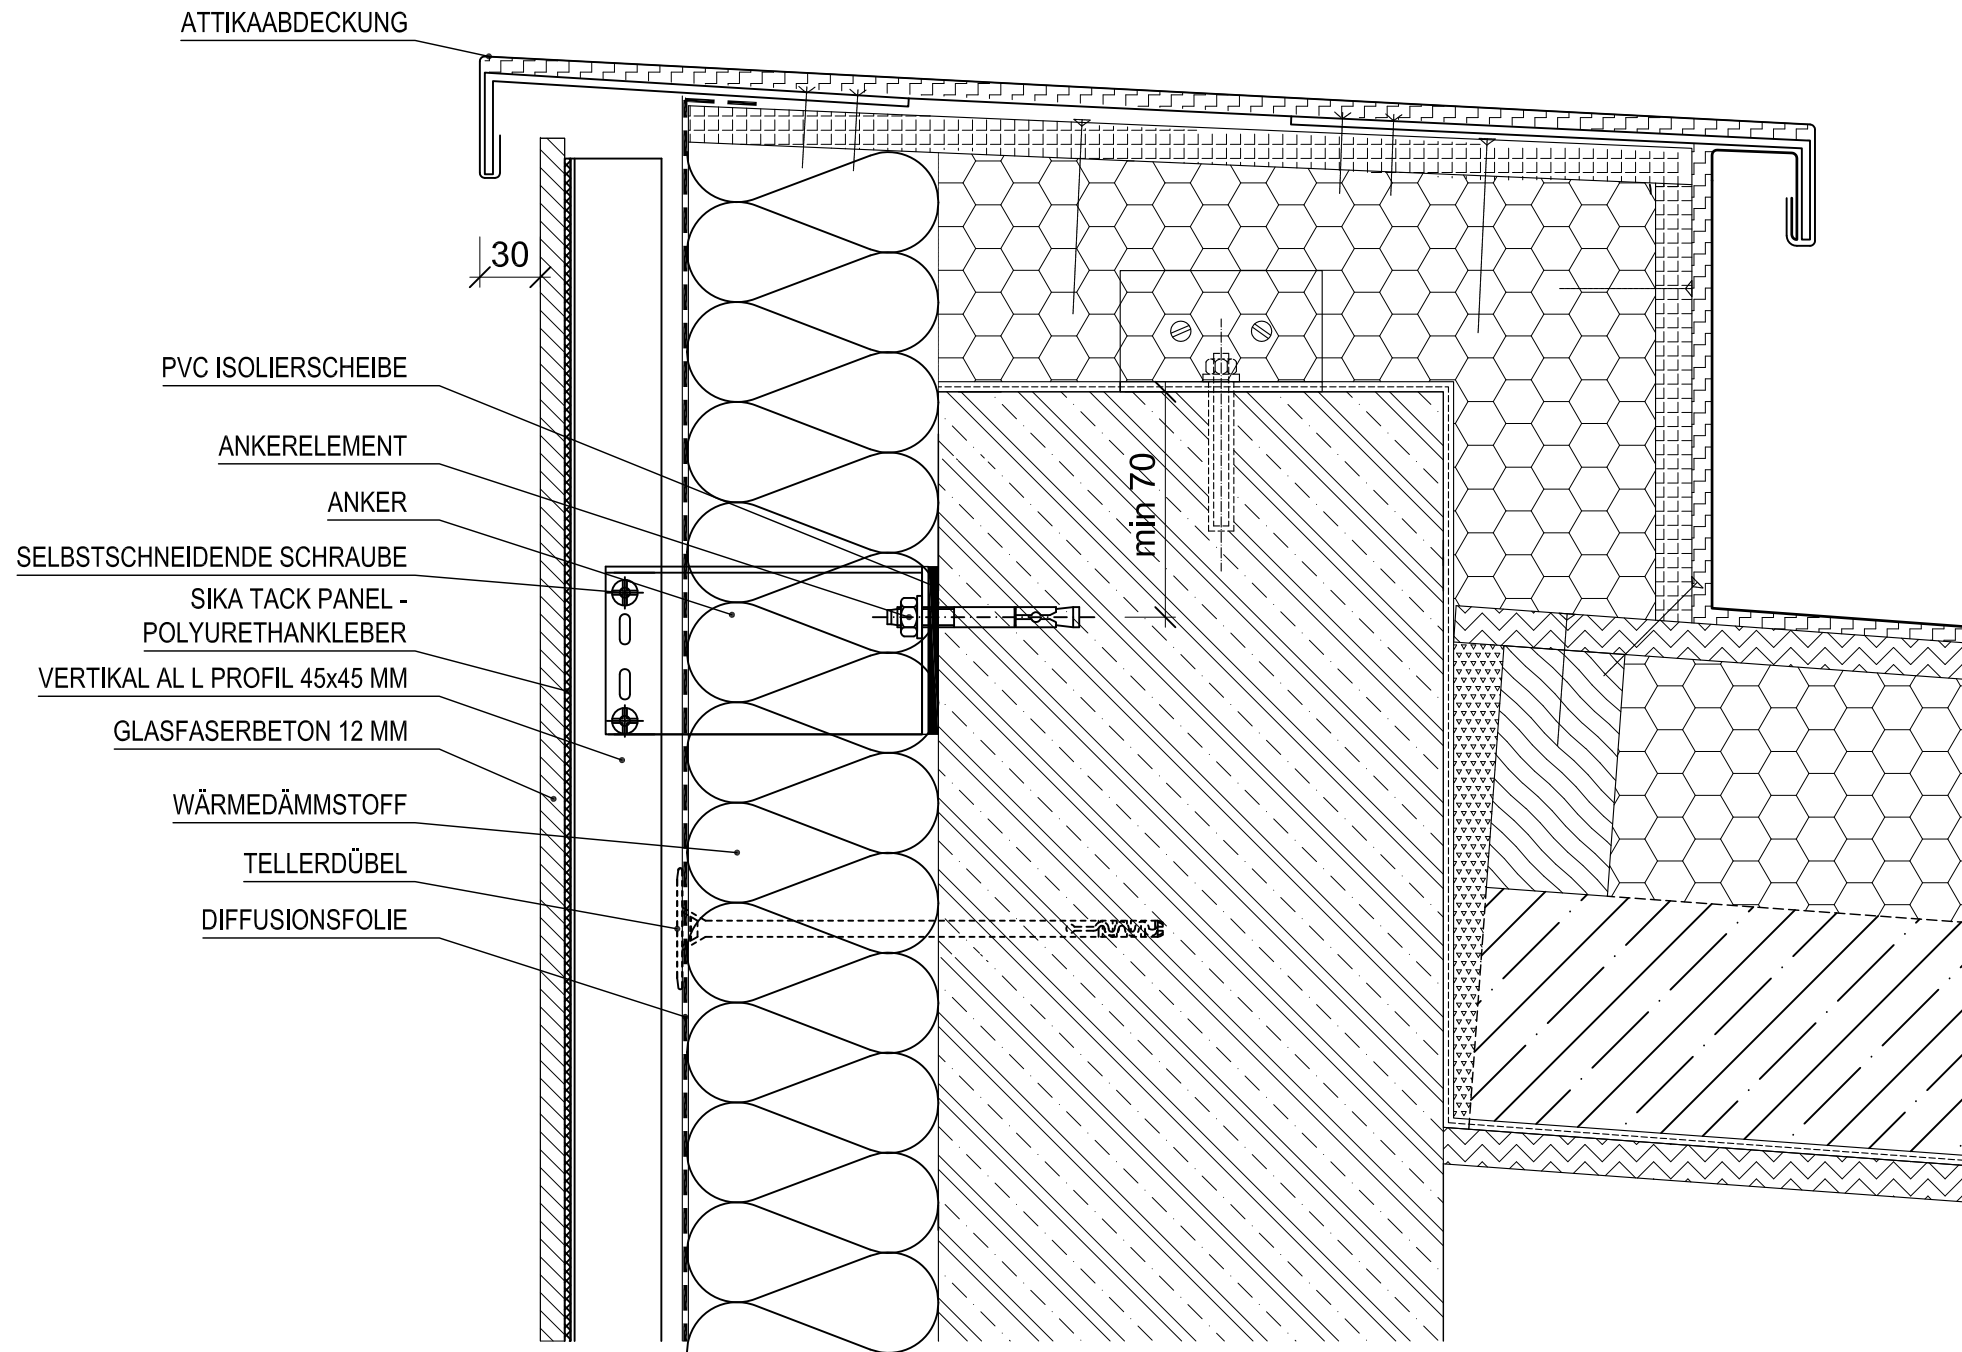 ATTIKAABDECKUNG
30
PVC ISOLIERSCHEIBE
ANKERELEMENT
min 70
ANKER
SELBSTSCHNEIDENDE SCHRAUBE
SIKA TACK PANEL -
POLYURETHANKLEBER
VERTIKAL AL L PROFIL 45x45 MM
GLASFASERBETON 12 MM
WÄRMEDÄMMSTOFF
TELLERDÜBEL
DIFFUSIONSFOLIE